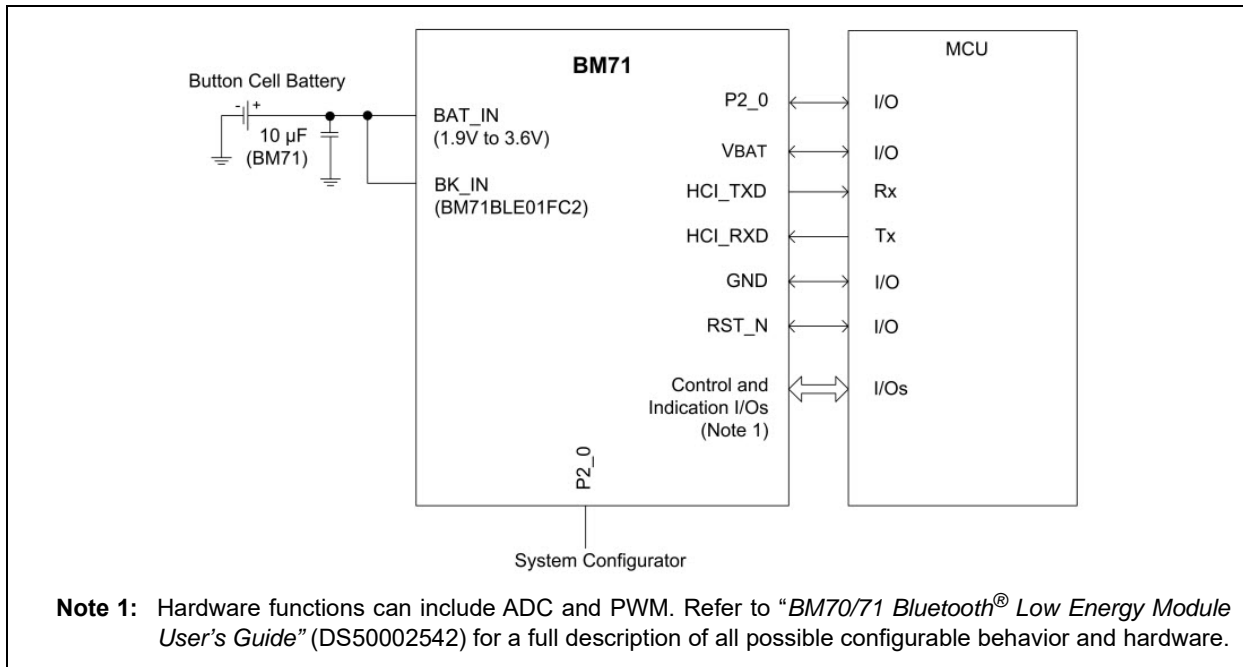 Button Cell Battery
- +
10 µF
(BM71)
BM71
BAT_IN
(1.9V to 3.6V)
BK_IN
(BM71BLE01FC2)
P2_0
VBAT
HCI_TXD
HCI_RXD
GND
RST_N
Control and
Indication I/Os
(Note 1)
P2_0
System Configurator
MCU
I/O
I/O
Rx
Tx
I/O
I/O
I/Os
Note 1: Hardware functions can include ADC and PWM. Refer to “BM70/71 Bluetooth® Low Energy Module
User's Guide” (DS50002542) for a full description of all possible configurable behavior and hardware.